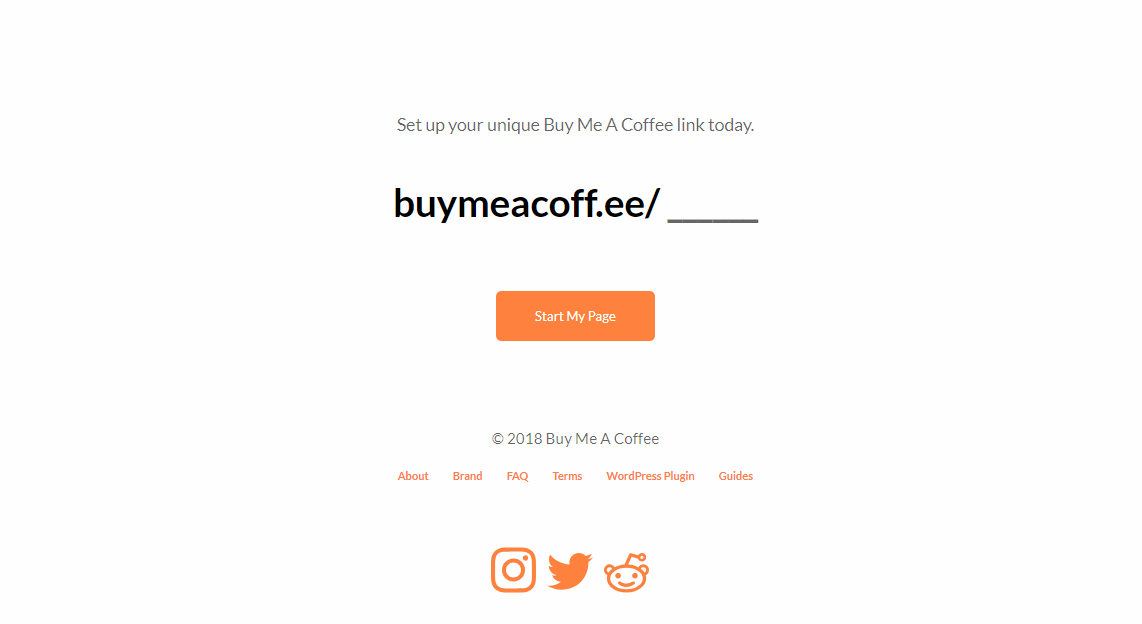 Set up your unique Buy Me A Coffee link today.
buymeacoff.ee/ ______
Start My Page
© 2018 Buy Me A Coffee
About Brand FAQ Terms WordPress Plugin Guides